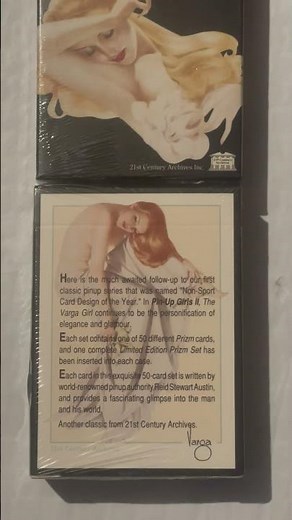 21st Century Archives Inc
Here is the much awaited follow-up to our first
classic pinup series that was named "Non-Sport
Card Design of the Year." In Pin-Up Girls II, The
Varga Girl continues to be the personification of
elegance and glamour.
Each set contains one of 50 different Prizm cards,
and one complete Limited Edition Prizm Set has
been inserted into each case.
Each card in this exquisite 50-card set is written by
world-renowned pinup authority Reid Stewart Austin,
and provides a fascinating glimpse into the man
and his world.
Another classic from 21st Century Archives.
Varga